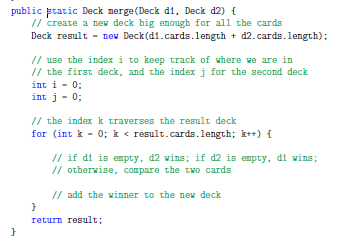 public static Deck merge(Deck d1, Deck d2) {
// create a new deck big enough for all the cards
Deck result = new Deck(d1.cards.length + d2.cards.length);
// use the index i to keep track of where we are in
// the first deck, and the index j for the second deck
int i = 0;
int j = 0;
// the index k traverses the result deck
for (int k = 0; k < result.cards.length; k++) {
// if d1 is empty, d2 wins; if d2 is empty, d1 wins;
// otherwise, compare the two cards
// add the winner to the new deck
}
return result;
}